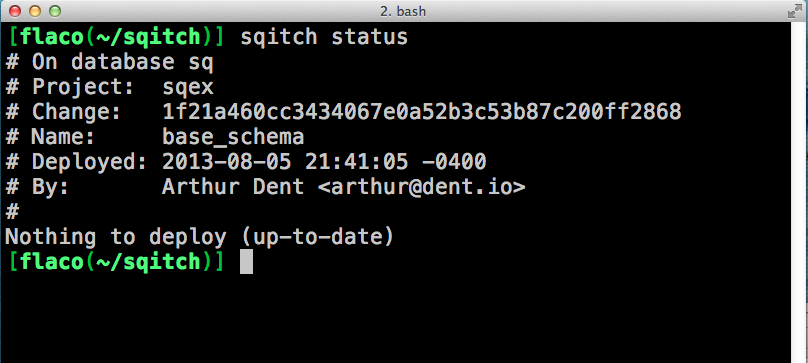 2. bash
[flaco(~/sqitch)] sqitch status
# On database sq
# Project:  sqex
# Change:   1f21a460cc3434067e0a52b3c53b87c200ff2868
# Name:     base_schema
# Deployed: 2013-08-05 21:41:05 -0400
# By:       Arthur Dent <arthur@dent.io>
#
Nothing to deploy (up-to-date)
[flaco(~/sqitch)]